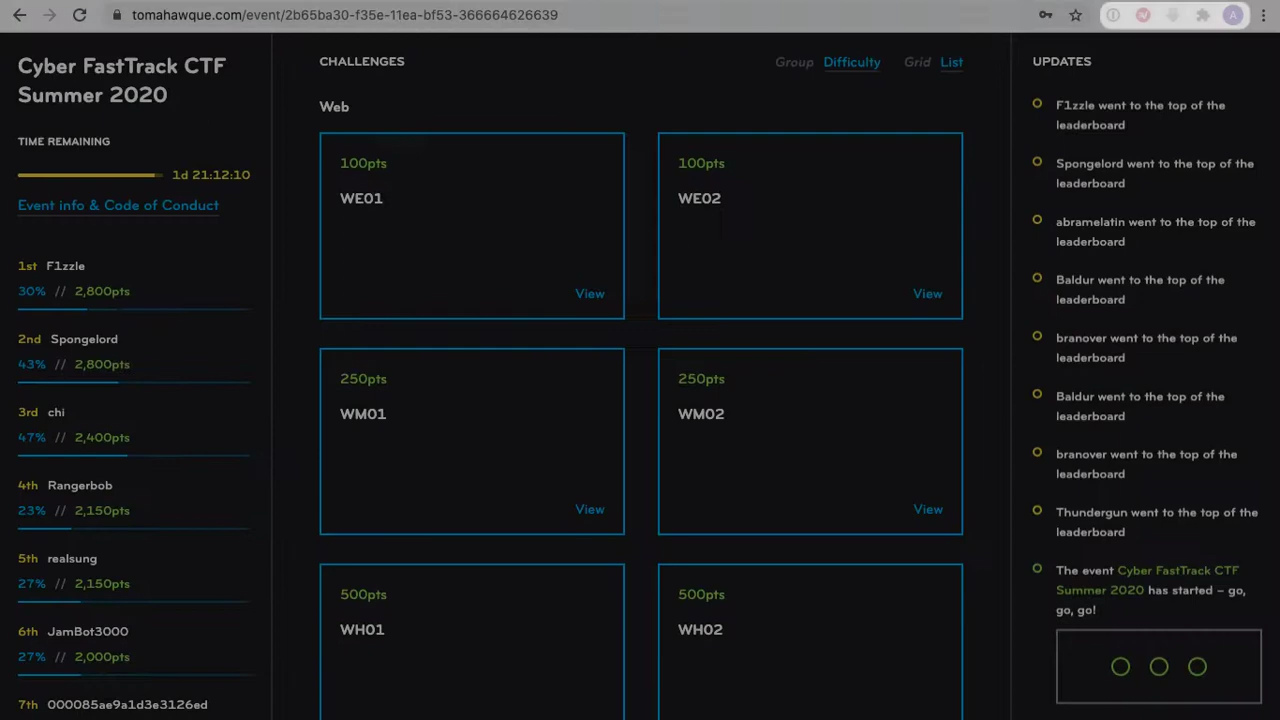 tomahawque.com/event/2b65ba30-f35e-11ea-bf53-366664626639
A
Cyber FastTrack CTF
Summer 2020
TIME REMAINING
1d 21:12:10
Event info & Code of Conduct
1st F1zzle
30% // 2,800pts
2nd Spongelord
43% // 2,800pts
3rd chi
47% // 2,400pts
4th Rangerbob
23% // 2,150pts
5th realsung
27% // 2,150pts
6th JamBot3000
27% // 2,000pts
7th 000085ae9a1d3e3126ed
CHALLENGES
Group Difficulty Grid List
Web
100pts
WE01
View
100pts
WE02
View
250pts
WM01
View
250pts
WM02
View
500pts
WH01
500pts
WH02
UPDATES
F1zzle went to the top of the
leaderboard
Spongelord went to the top of the
leaderboard
abramelatin went to the top of the
leaderboard
Baldur went to the top of the
leaderboard
branover went to the top of the
leaderboard
Baldur went to the top of the
leaderboard
branover went to the top of the
leaderboard
Thundergun went to the top of the
leaderboard
The event Cyber FastTrack CTF
Summer 2020 has started – go,
go, go!